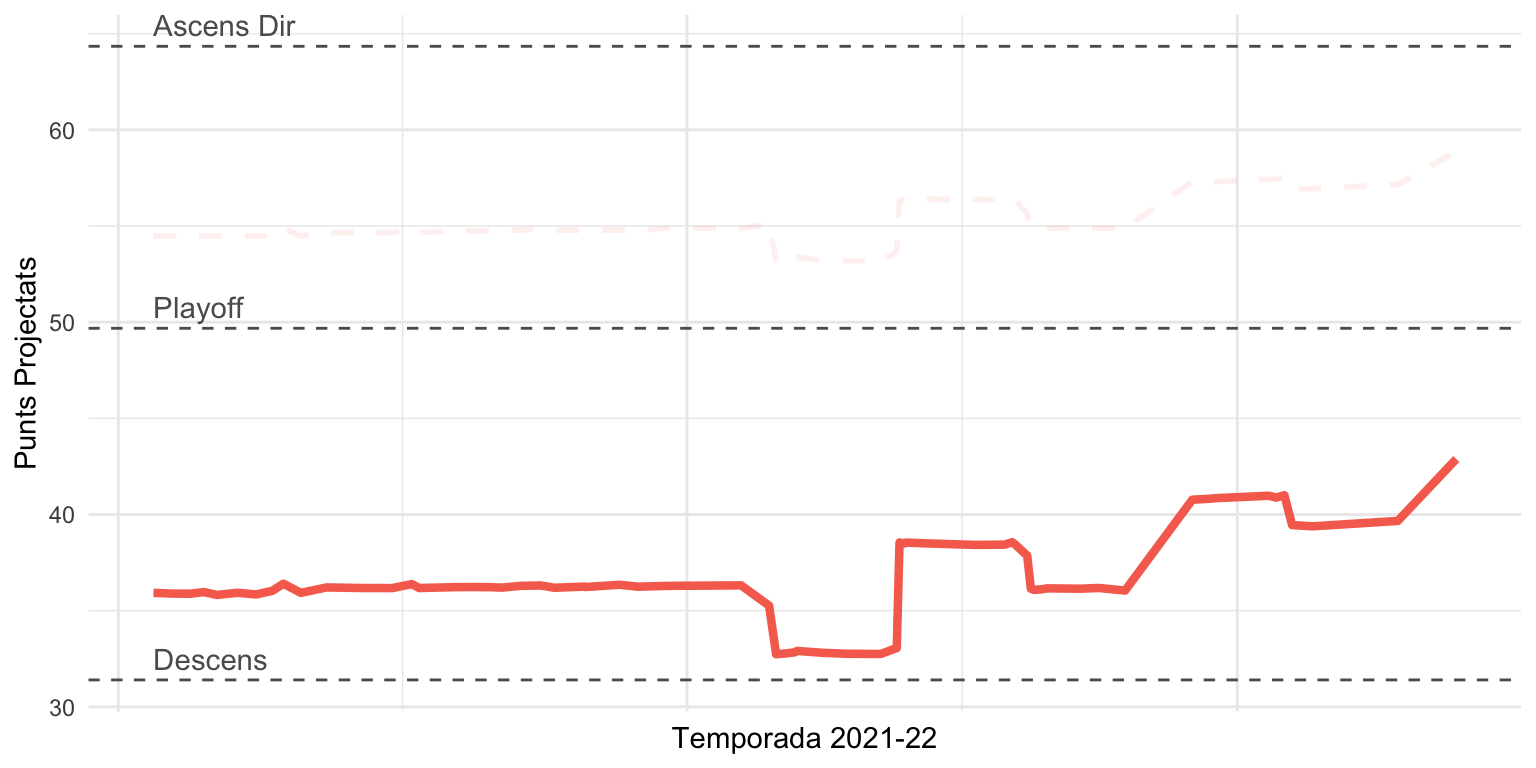 Ascens Dir
60
Playoff
50
Punts Projectats
40
Descens
30
Temporada 2021-22